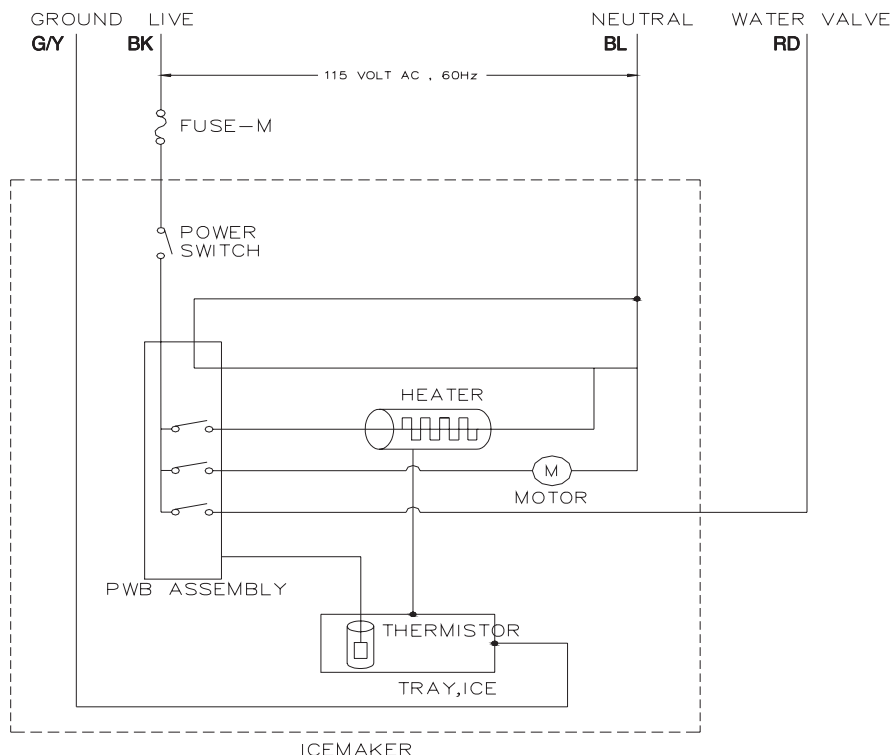 GROUND LIVE NEUTRAL WATER VALVE
G/Y BK BL RD
115 VOLT AC , 60Hz
FUSE-M
POWER
SWITCH
HEATER
M
MOTOR
PWB ASSEMBLY
THERMISTOR
TRAY,ICE
ICEMAKER